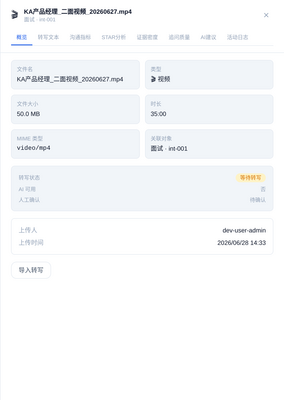 KA产品经理_二面视频_20260627.mp4
面试 · int-001
概览 转写文本 沟通指标 STAR分析 证据密度 追问质量 AI建议 活动日志
文件名 类型
KA产品经理_二面视频_20260627.mp4 视频
文件大小 时长
50.0 MB 35:00
MIME 类型 关联对象
video/mp4 面试 · int-001
转写状态 等待转写
AI 可用 否
人工确认 待确认
上传人 dev-user-admin
上传时间 2026/06/28 14:33
导入转写